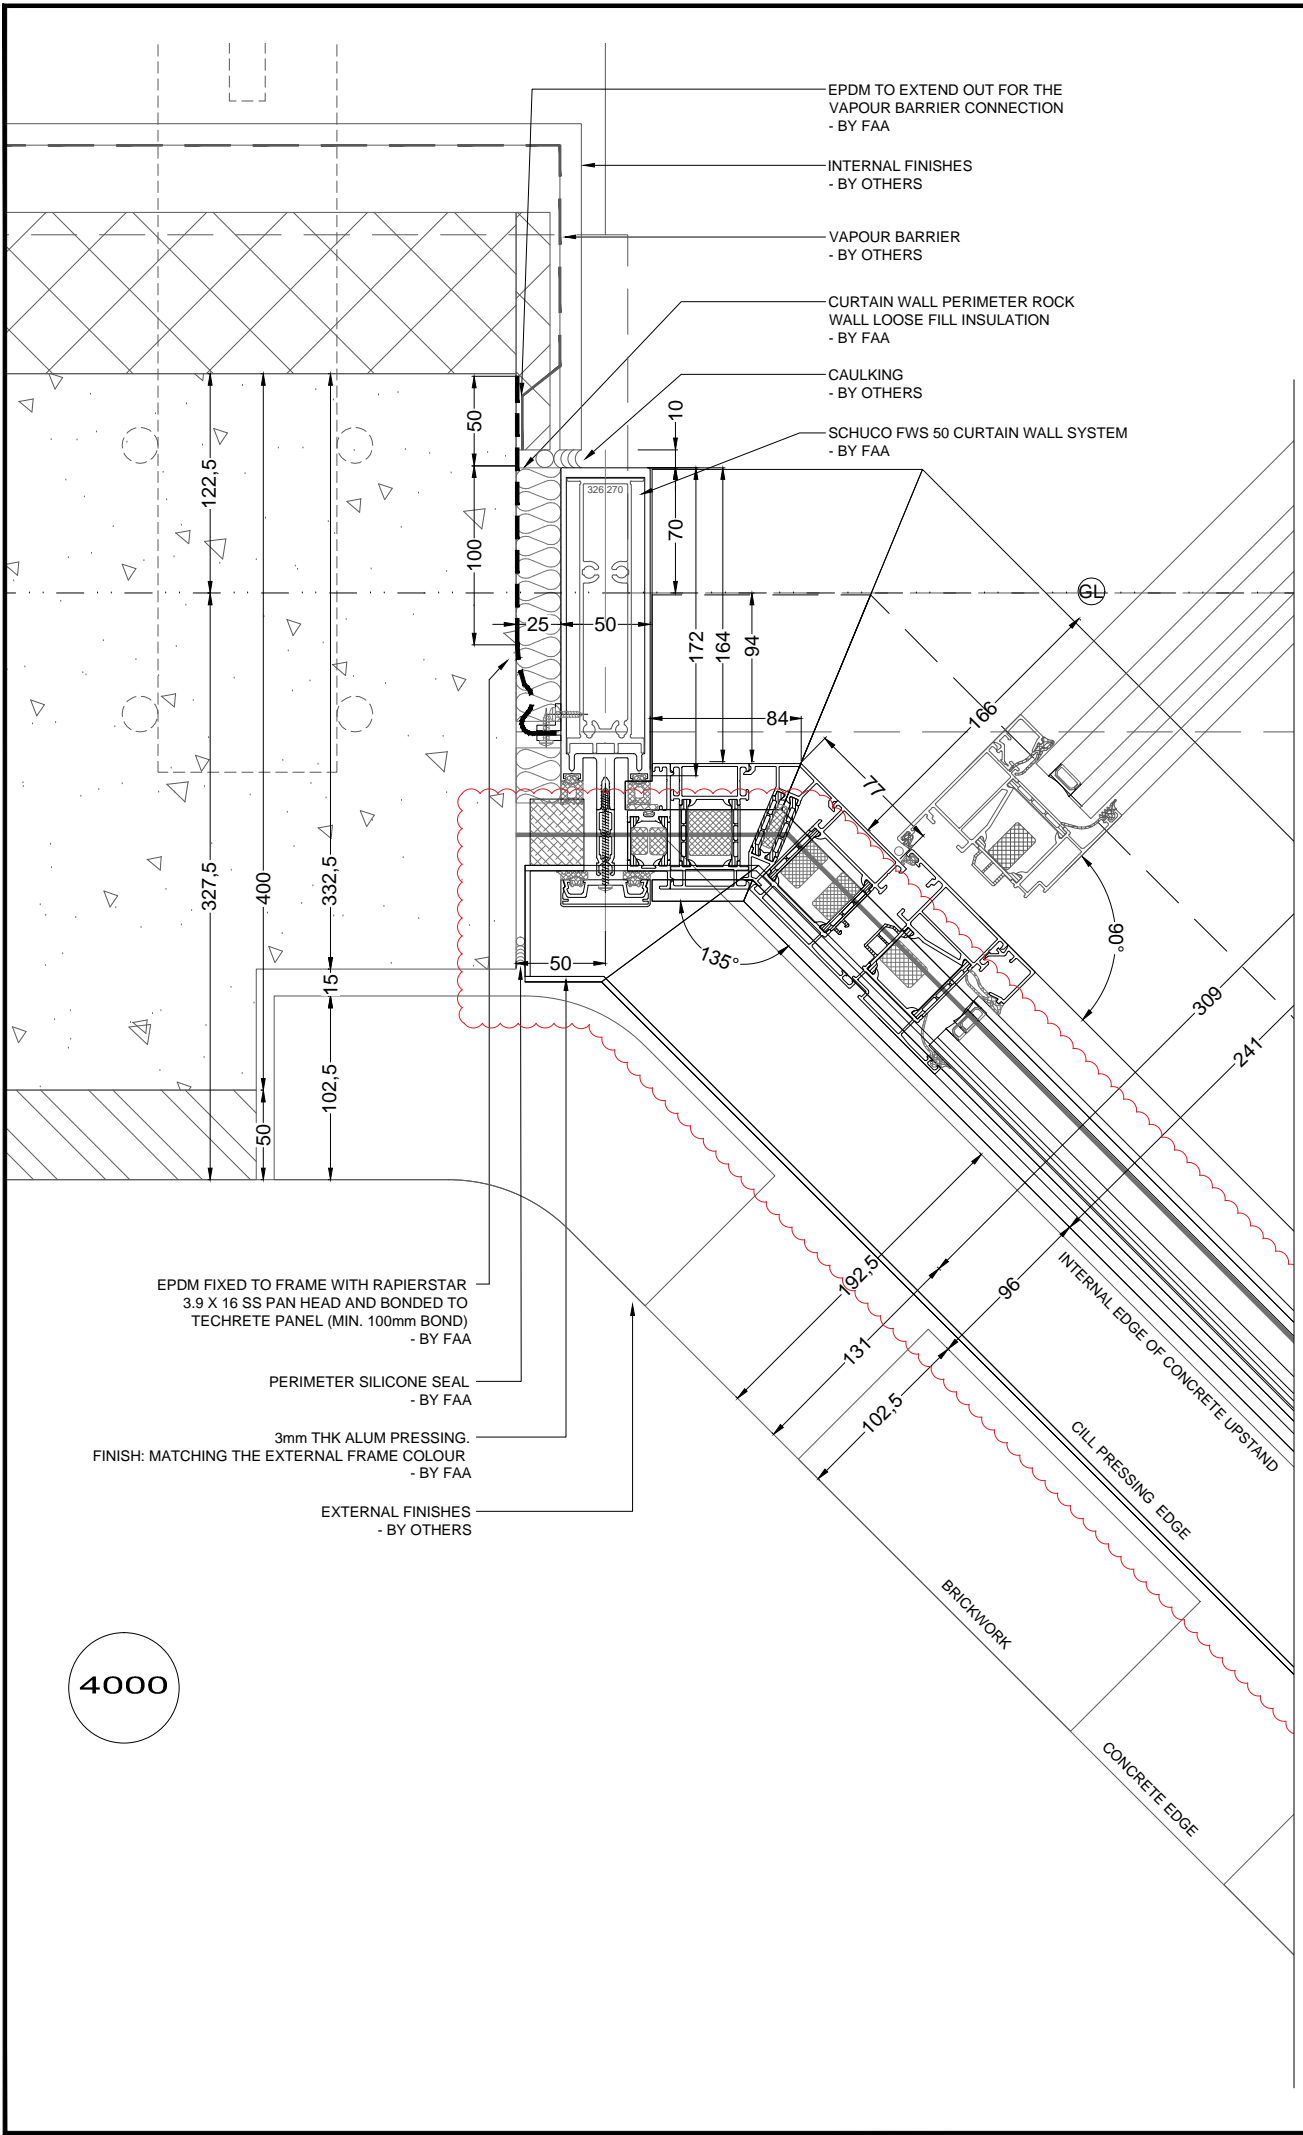 EPDM TO EXTEND OUT FOR THE
VAPOUR BARRIER CONNECTION
- BY FAA
INTERNAL FINISHES
- BY OTHERS
VAPOUR BARRIER
- BY OTHERS
CURTAIN WALL PERIMETER ROCK
WALL LOOSE FILL INSULATION
- BY FAA
CAULKING
- BY OTHERS
SCHUCO FWS 50 CURTAIN WALL SYSTEM
- BY FAA
10
50
122,5
326 270
70
100
GL
25
50
172
164
94
84
166
77
327,5
400
332,5
90°
135°
50
15
309
241
102,5
50
192,5
131
96
102,5
INTERNAL EDGE OF CONCRETE UPSTAND
CILL PRESSING EDGE
BRICKWORK
CONCRETE EDGE
EPDM FIXED TO FRAME WITH RAPIERSTAR
3.9 X 16 SS PAN HEAD AND BONDED TO
TECHRETE PANEL (MIN. 100mm BOND)
- BY FAA
PERIMETER SILICONE SEAL
- BY FAA
3mm THK ALUM PRESSING.
FINISH: MATCHING THE EXTERNAL FRAME COLOUR
- BY FAA
EXTERNAL FINISHES
- BY OTHERS
4000